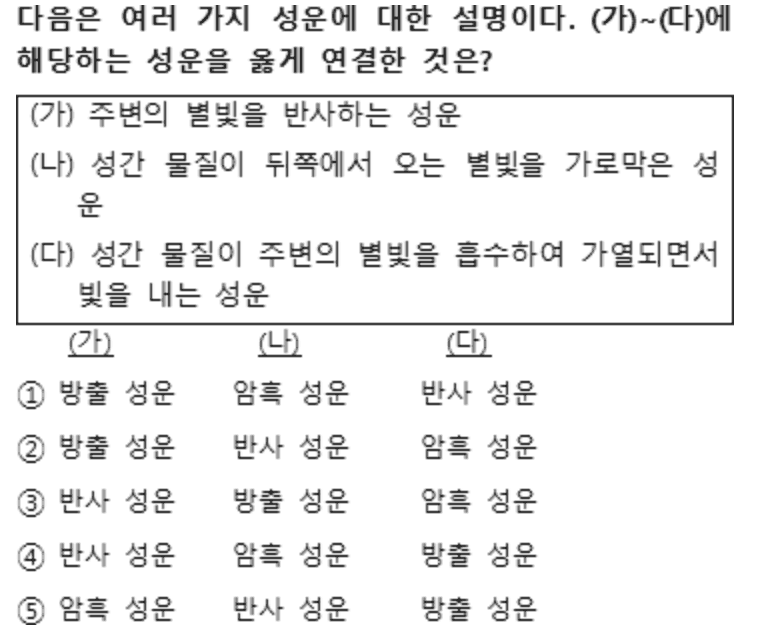 다음은 여러 가지 성운에 대한 설명이다. (가)~(다)에
해당하는 성운을 옳게 연결한 것은?
(가) 주변의 별빛을 반사하는 성운
(나) 성간 물질이 뒤쪽에서 오는 별빛을 가로막은 성
운
(다) 성간 물질이 주변의 별빛을 흡수하여 가열되면서
빛을 내는 성운
(가) (나) (다)
① 방출 성운 암흑 성운 반사 성운
② 방출 성운 반사 성운 암흑 성운
③ 반사 성운 방출 성운 암흑 성운
④ 반사 성운 암흑 성운 방출 성운
⑤ 암흑 성운 반사 성운 방출 성운